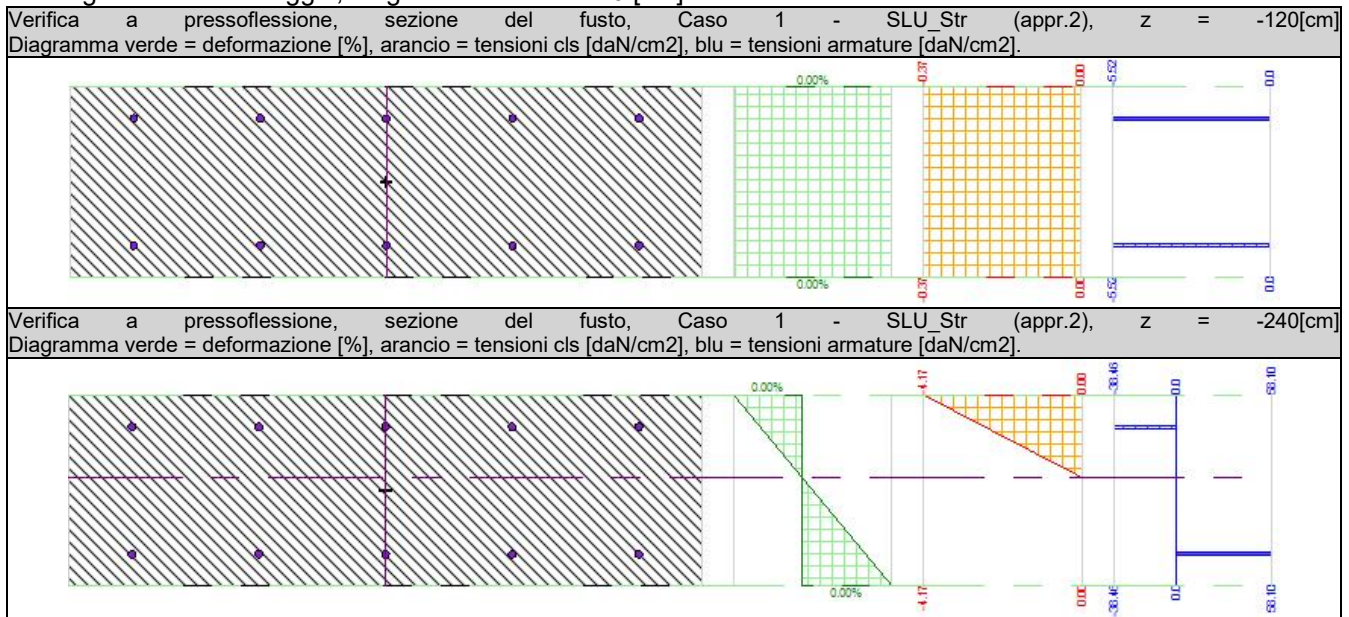 Verifica a pressoflessione, sezione del fusto, Caso 1 - SLU_Str (appr.2), z = -120[cm]
Diagramma verde = deformazione [%], arancio = tensioni cls [daN/cm2], blu = tensioni armature [daN/cm2].
0.00% -0.37 0.00 -5.52 0.0
0.00% -0.37 0.00 -5.52 0.0
Verifica a pressoflessione, sezione del fusto, Caso 1 - SLU_Str (appr.2), z = -240[cm]
Diagramma verde = deformazione [%], arancio = tensioni cls [daN/cm2], blu = tensioni armature [daN/cm2].
0.00% -4.17 0.00 -38.46 0.0 58.10
0.00% -4.17 0.00 -38.46 0.0 58.10